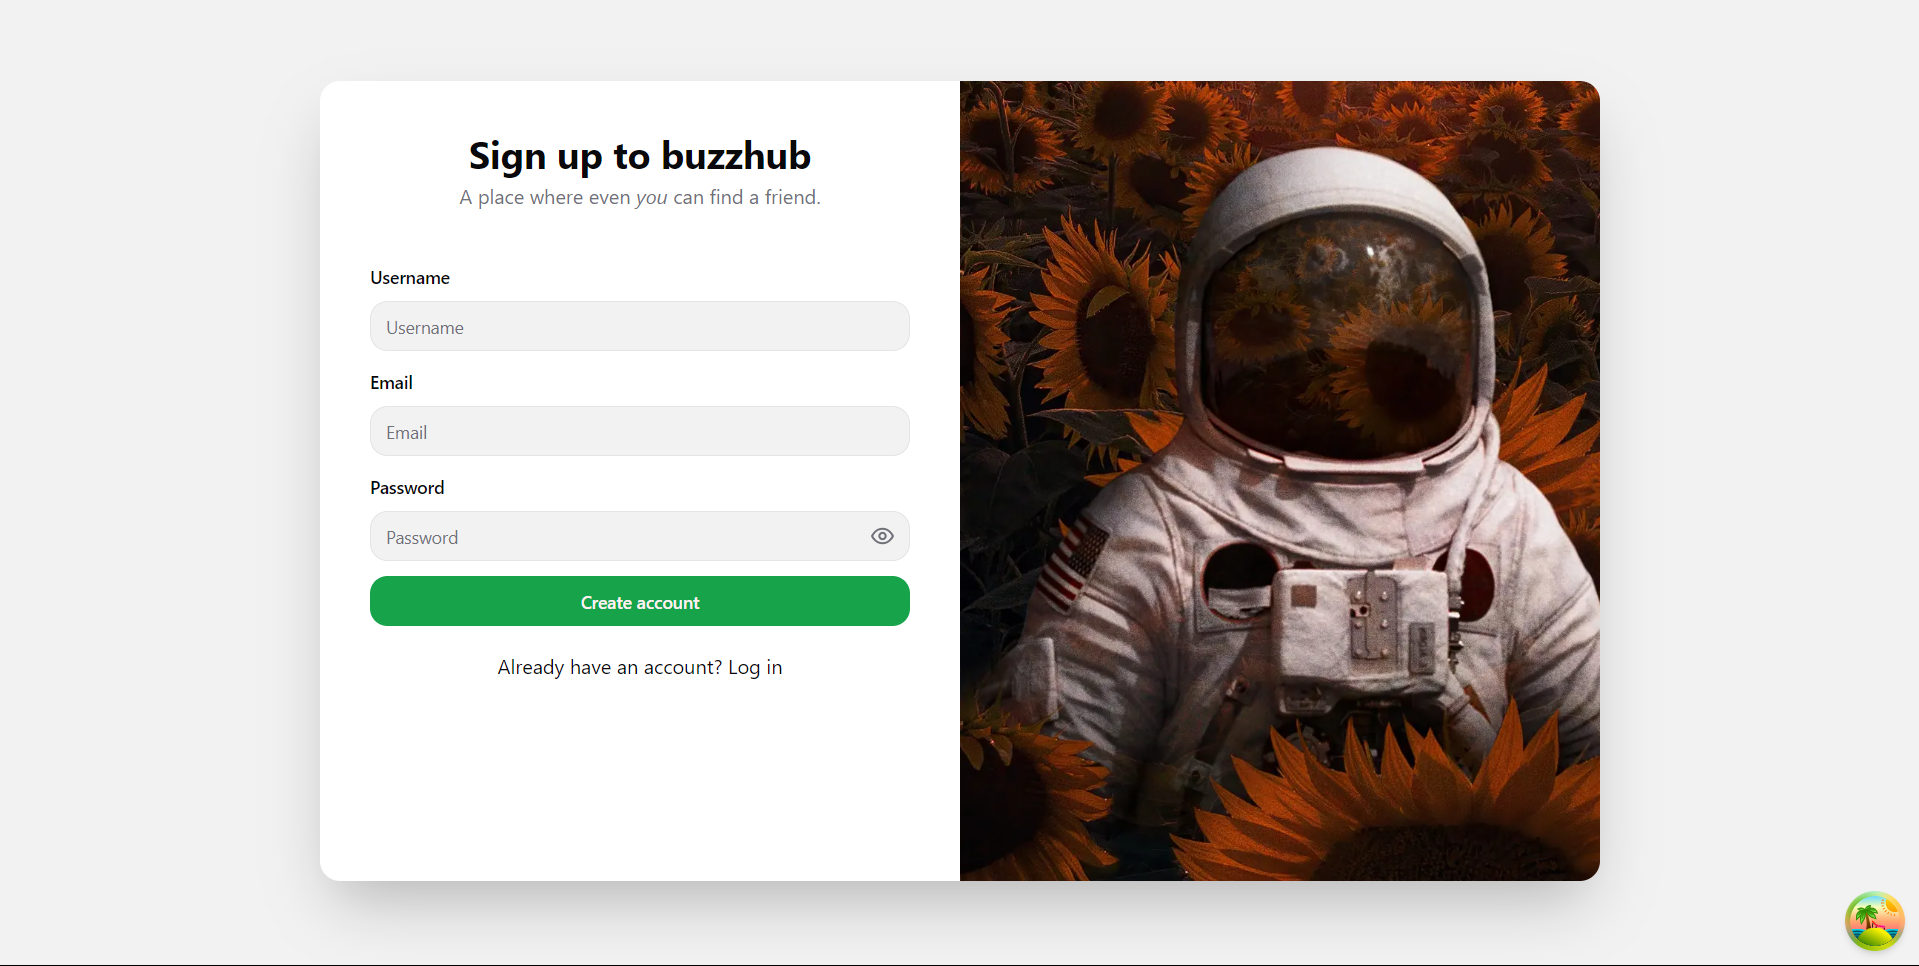 Sign up to buzzhub
A place where even you can find a friend.
Username
Username
Email
Email
Password
Password
Create account
Already have an account? Log in